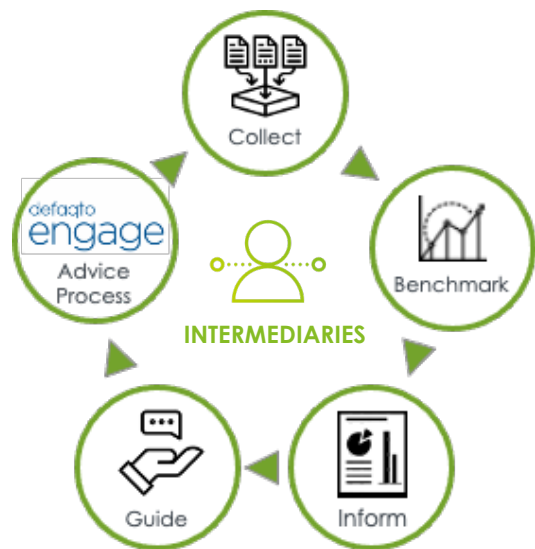 Collect
Benchmark
Inform
Guide
defaqto
engage
Advice
Process
INTERMEDIARIES